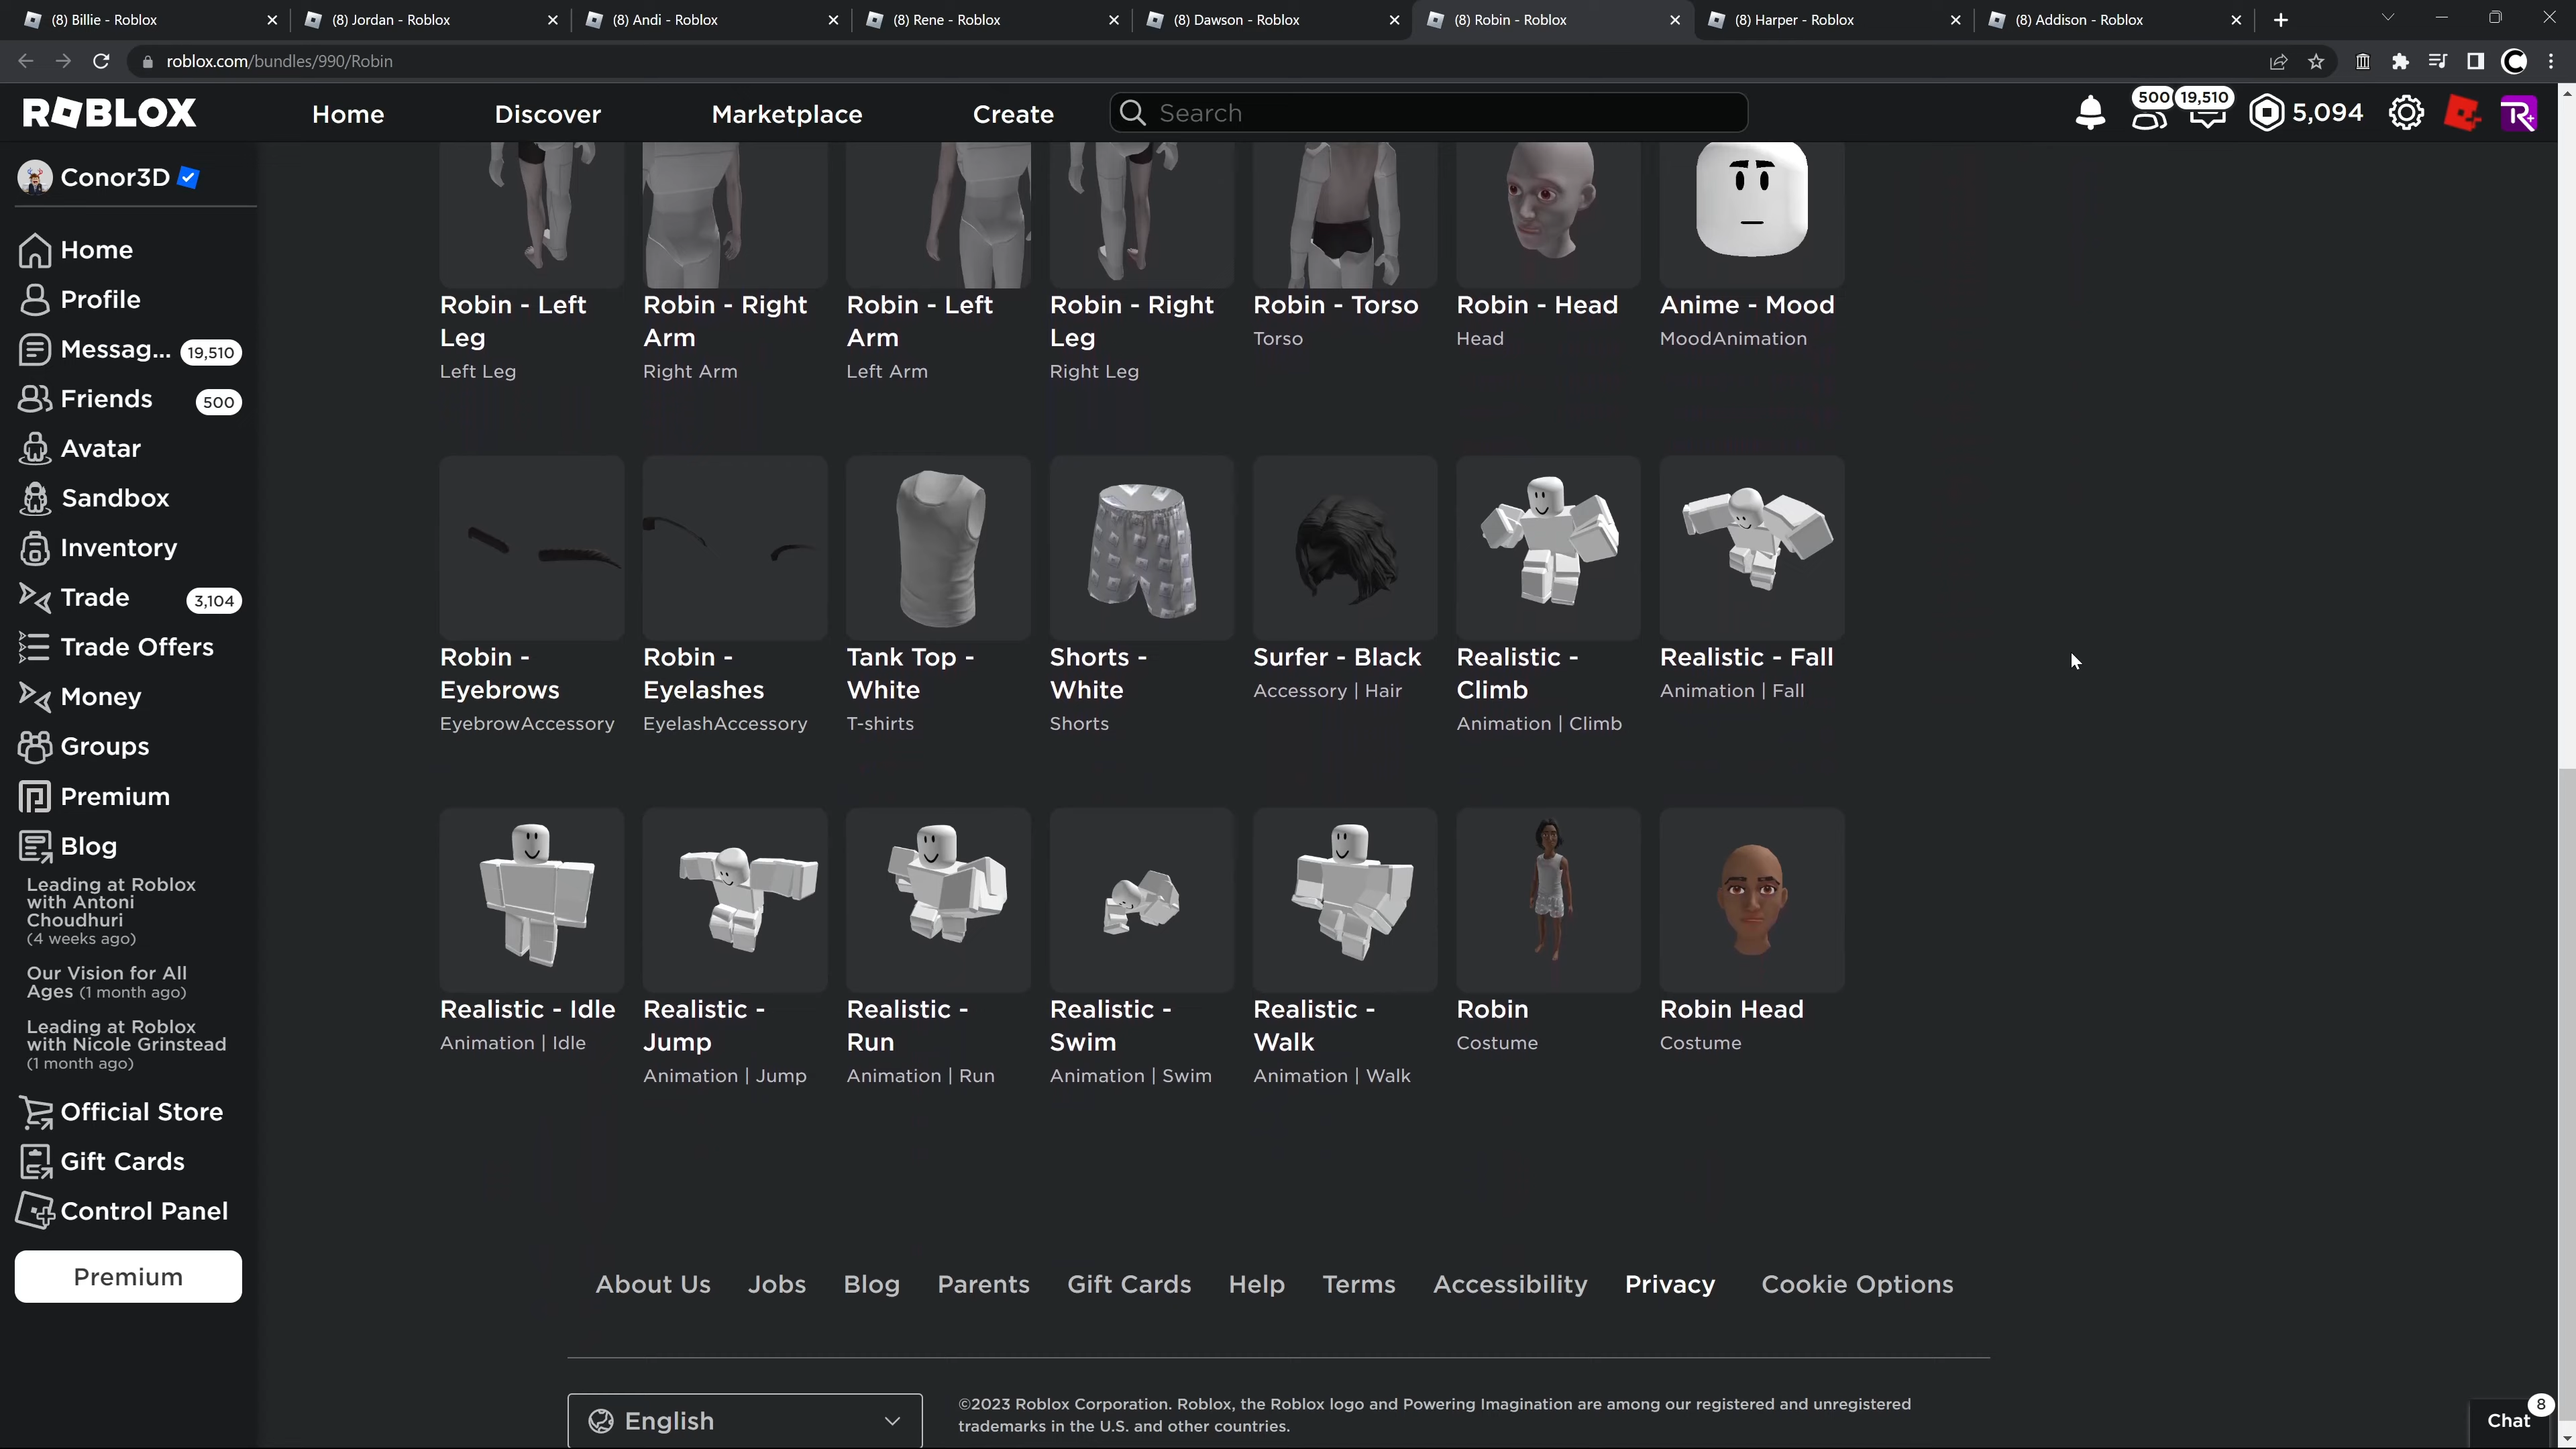 (8) Billie - Roblox
(8) Jordan - Roblox
(8) Andi - Roblox
(8) Rene - Roblox
(8) Dawson - Roblox
(8) Robin - Roblox
(8) Harper - Roblox
(8) Addison - Roblox
roblox.com/bundles/990/Robin
ROBLOX
Home
Discover
Marketplace
Create
Search
500
19,510
5,094
Conor3D
Home
Profile
Messag... 19,510
Friends 500
Avatar
Sandbox
Inventory
Trade 3,104
Trade Offers
Money
Groups
Premium
Blog
Leading at Roblox
with Antoni
Choudhuri
(4 weeks ago)
Our Vision for All
Ages (1 month ago)
Leading at Roblox
with Nicole Grinstead
(1 month ago)
Official Store
Gift Cards
Control Panel
Premium
Robin - Left
Leg
Left Leg
Robin - Right
Arm
Right Arm
Robin - Left
Arm
Left Arm
Robin - Right
Leg
Right Leg
Robin - Torso
Torso
Robin - Head
Head
Anime - Mood
MoodAnimation
Robin -
Eyebrows
EyebrowAccessory
Robin -
Eyelashes
EyelashAccessory
Tank Top -
White
T-shirts
Shorts -
White
Shorts
Surfer - Black
Accessory | Hair
Realistic -
Climb
Animation | Climb
Realistic - Fall
Animation | Fall
Realistic - Idle
Animation | Idle
Realistic -
Jump
Animation | Jump
Realistic -
Run
Animation | Run
Realistic -
Swim
Animation | Swim
Realistic -
Walk
Animation | Walk
Robin
Costume
Robin Head
Costume
About Us
Jobs
Blog
Parents
Gift Cards
Help
Terms
Accessibility
Privacy
Cookie Options
English
©2023 Roblox Corporation. Roblox, the Roblox logo and Powering Imagination are among our registered and unregistered
trademarks in the U.S. and other countries.
Chat
8